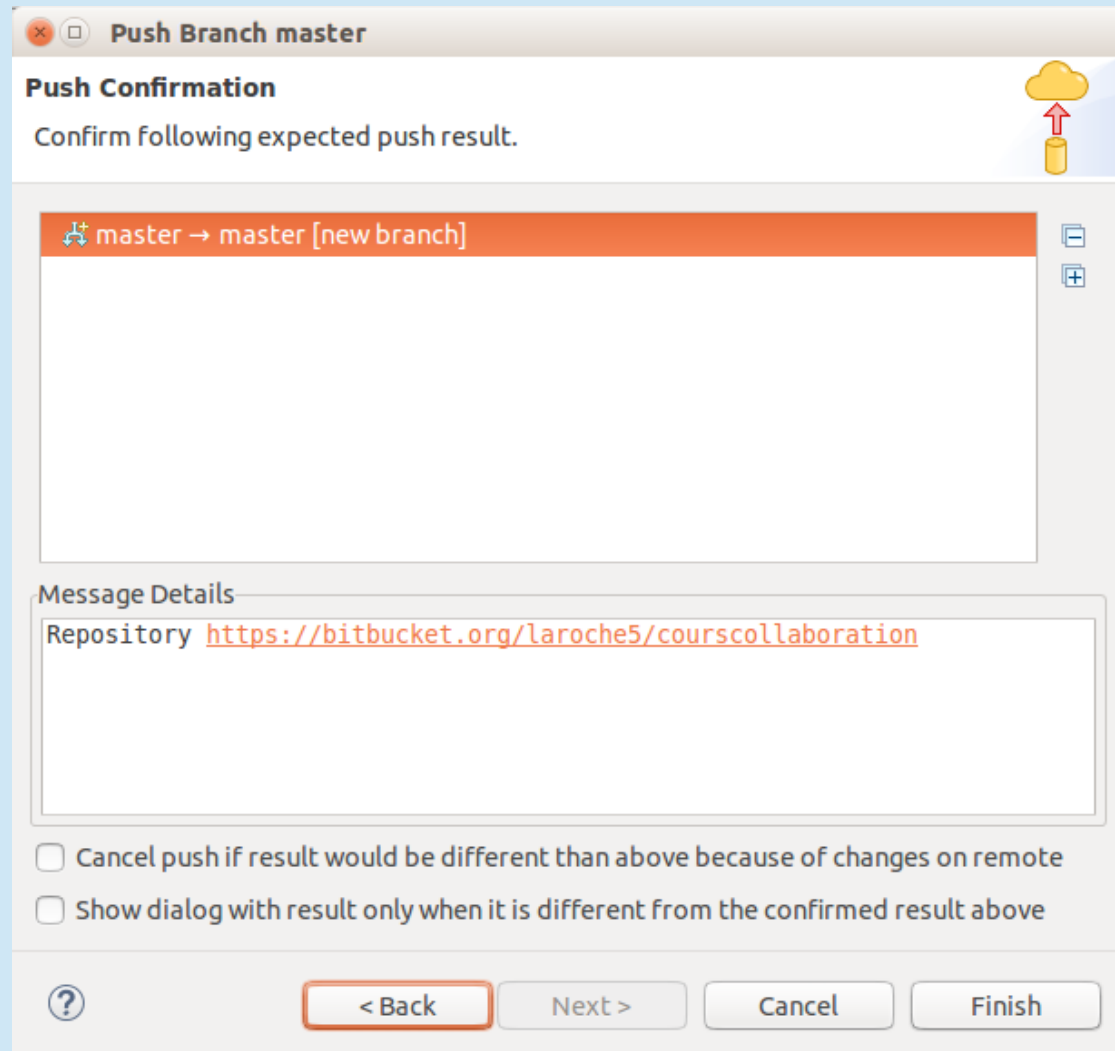 Push Branch master
Push Confirmation
Confirm following expected push result.
master → master [new branch]
Message Details
Repository https://bitbucket.org/laroche5/courscollaboration
Cancel push if result would be different than above because of changes on remote
Show dialog with result only when it is different from the confirmed result above
? < Back Next > Cancel Finish